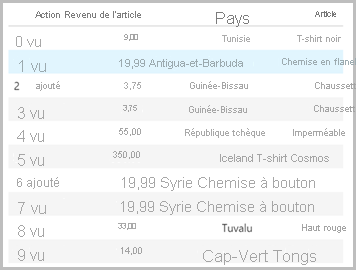 Action Revenu de l'article Pays Article
0 vu 9,00 Tunisie T-shirt noir
1 vu 19,99 Antigua-et-Barbuda Chemise en flanel
2 ajouté 3,75 Guinée-Bissau Chaussett
3 vu 3,75 Guinée-Bissau Chaussett
4 vu 55,00 République tchèque Imperméable
5 vu 350,00 Iceland T-shirt Cosmos
6 ajouté 19,99 Syrie Chemise à bouton
7 vu 19,99 Syrie Chemise à bouton
8 vu 33,00 Tuvalu Haut rouge
9 vu 14,00 Cap-Vert Tongs